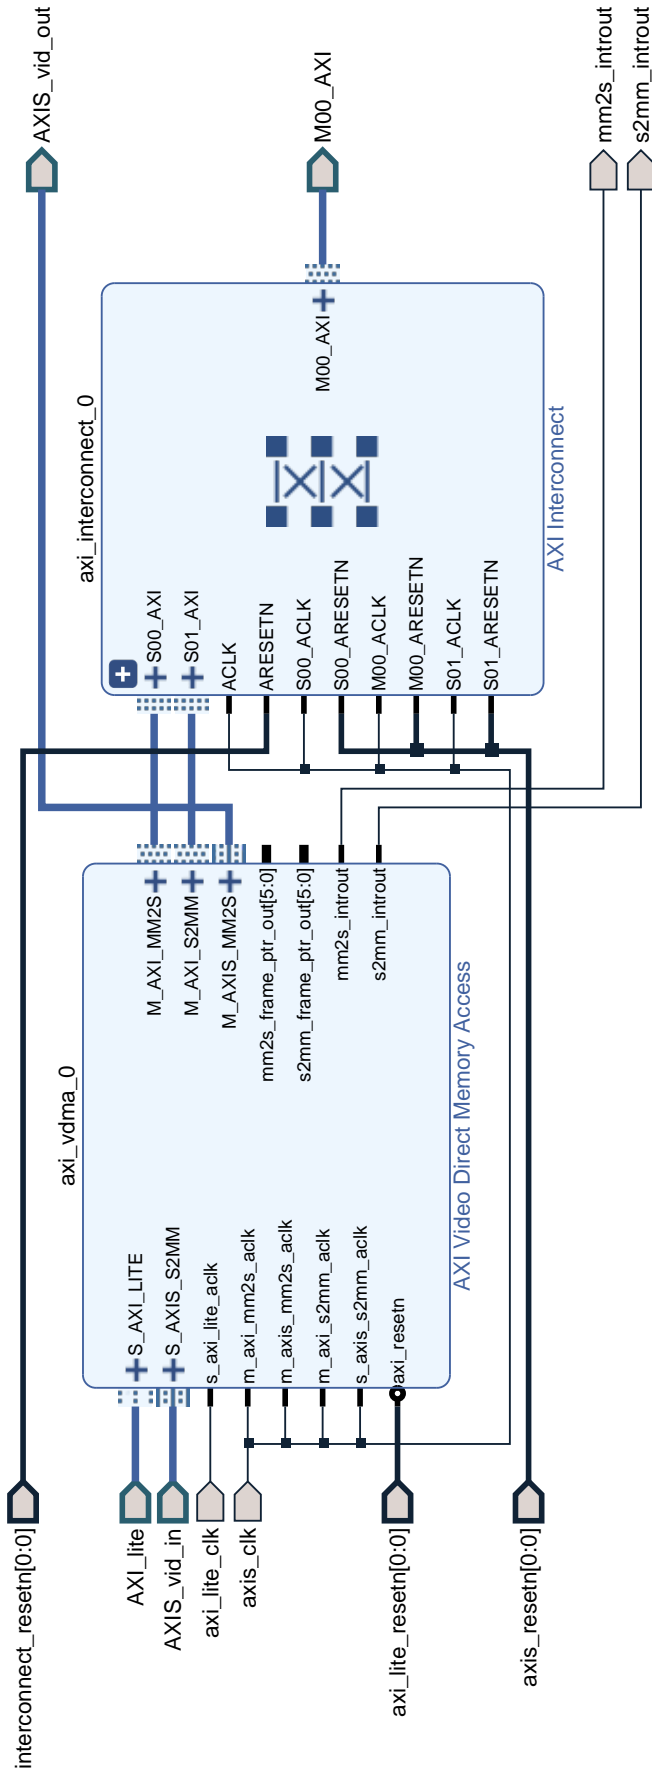 interconnect_resetn[0:0]
AXI_lite
AXIS_vid_in
axi_lite_clk
axis_clk
axi_lite_resetn[0:0]
axis_resetn[0:0]
axi_vdma_0
S_AXI_LITE
S_AXIS_S2MM
s_axi_lite_aclk
m_axi_mm2s_aclk
m_axis_mm2s_aclk
m_axi_s2mm_aclk
s_axis_s2mm_aclk
axi_resetn
M_AXI_MM2S
M_AXI_S2MM
M_AXIS_MM2S
mm2s_frame_ptr_out[5:0]
s2mm_frame_ptr_out[5:0]
mm2s_introut
s2mm_introut
AXI Video Direct Memory Access
axi_interconnect_0
S00_AXI
S01_AXI
ACLK
ARESETN
S00_ACLK
S00_ARESETN
M00_ACLK
M00_ARESETN
S01_ACLK
S01_ARESETN
M00_AXI
AXI Interconnect
AXIS_vid_out
M00_AXI
mm2s_introut
s2mm_introut